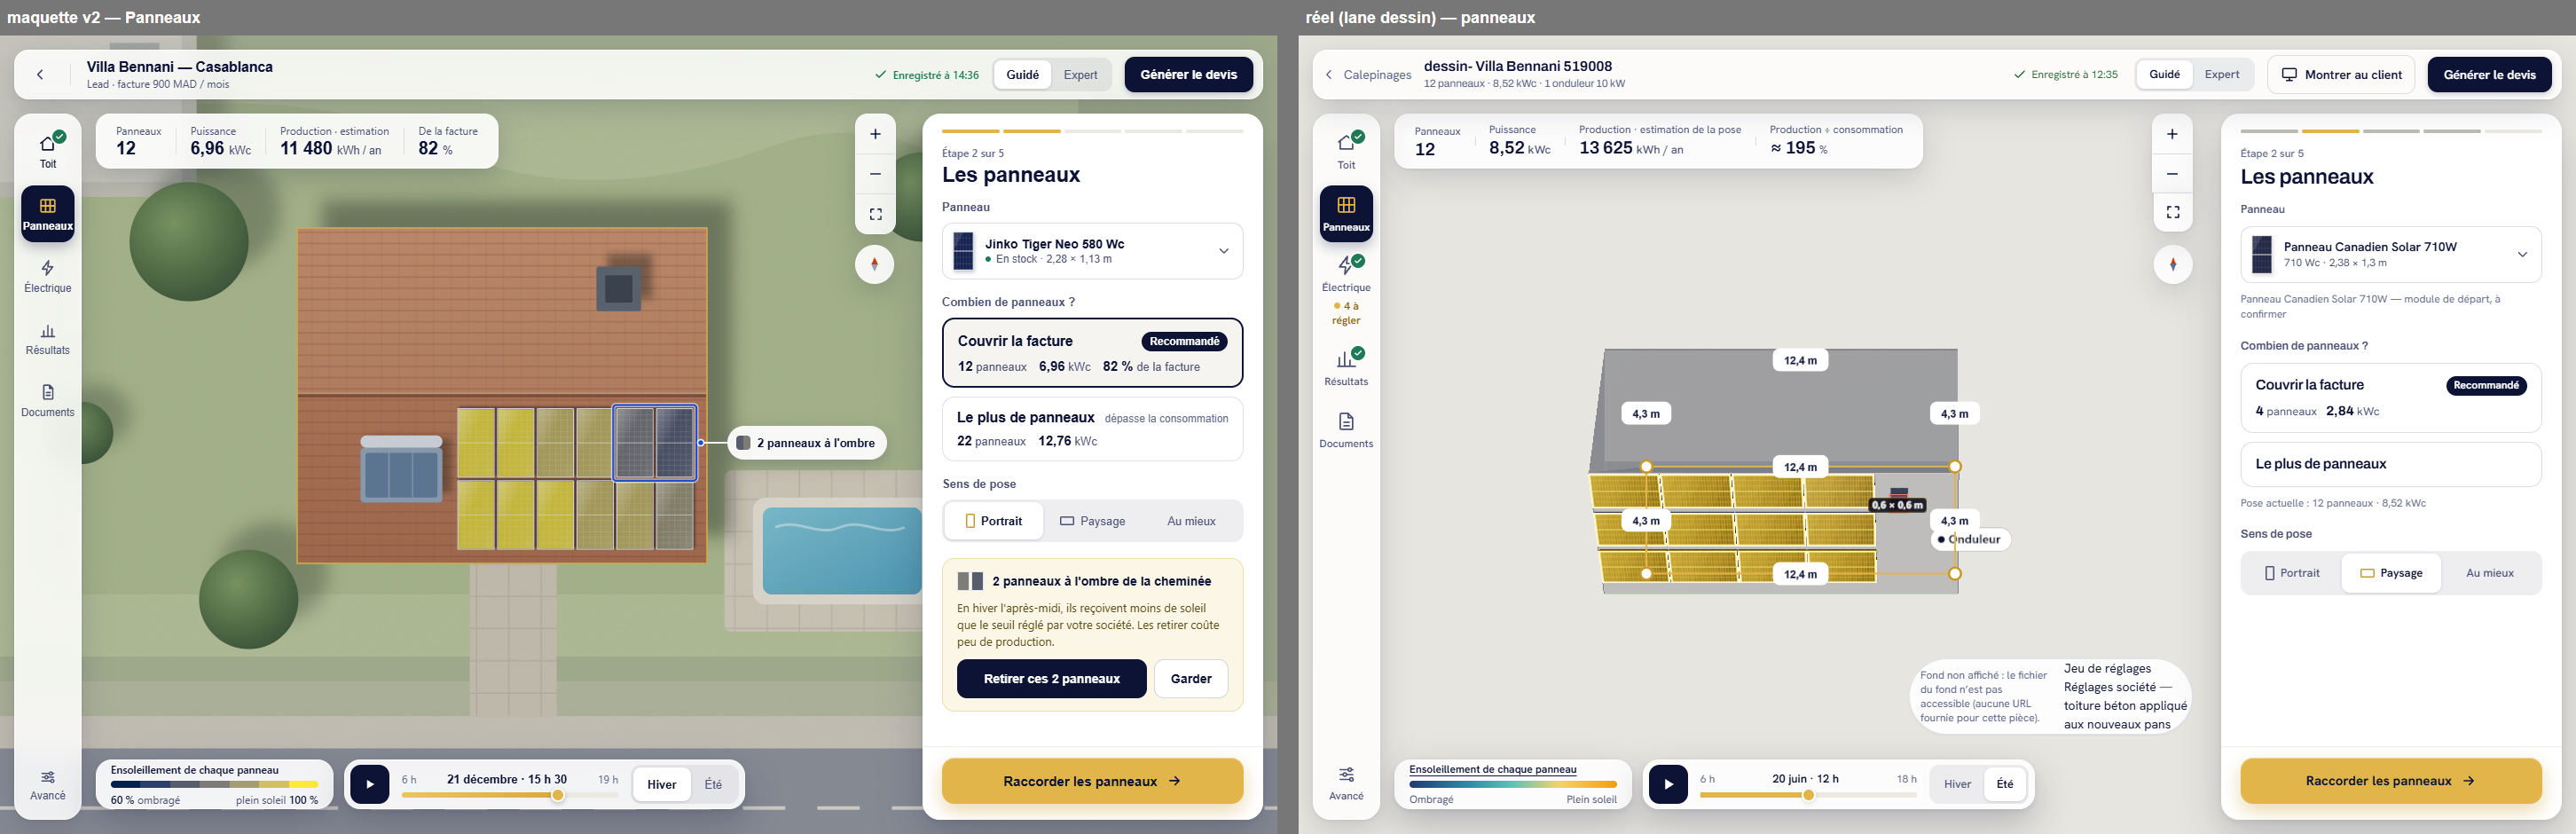 maquette v2 — Panneaux
Villa Bennani — Casablanca
Lead · facture 900 MAD / mois
Enregistré à 14:36
Guidé
Expert
Générer le devis
Toit
Panneaux
Électrique
Résultats
Documents
Avancé
Panneaux
12
Puissance
6,96 kWc
Production · estimation
11 480 kWh / an
De la facture
82 %
2 panneaux à l'ombre
Étape 2 sur 5
Les panneaux
Panneau
Jinko Tiger Neo 580 Wc
En stock · 2,28 × 1,13 m
Combien de panneaux ?
Couvrir la facture
Recommandé
12 panneaux 6,96 kWc 82 % de la facture
Le plus de panneaux
dépasse la consommation
22 panneaux 12,76 kWc
Sens de pose
Portrait
Paysage
Au mieux
2 panneaux à l'ombre de la cheminée
En hiver l'après-midi, ils reçoivent moins de soleil
que le seuil réglé par votre société. Les retirer coûte
peu de production.
Retirer ces 2 panneaux
Garder
Raccorder les panneaux
Ensoleillement de chaque panneau
60 % ombragé
plein soleil 100 %
6 h
21 décembre · 15 h 30
19 h
Hiver
Été
réel (lane dessin) — panneaux
Calepinages
dessin- Villa Bennani 519008
12 panneaux · 8,52 kWc · 1 onduleur 10 kW
Enregistré à 12:35
Guidé
Expert
Montrer au client
Générer le devis
Toit
Panneaux
Électrique
4 à
régler
Résultats
Documents
Avancé
Panneaux
12
Puissance
8,52 kWc
Production · estimation de la pose
13 625 kWh / an
Production ÷ consommation
≈ 195 %
12,4 m
4,3 m
4,3 m
12,4 m
0,6 × 0,6 m
4,3 m
4,3 m
Onduleur
12,4 m
Fond non affiché : le fichier
du fond n’est pas
accessible (aucune URL
fournie pour cette pièce).
Jeu de réglages
Réglages société —
toiture béton appliqué
aux nouveaux pans
Étape 2 sur 5
Les panneaux
Panneau
Panneau Canadien Solar 710W
710 Wc · 2,38 × 1,3 m
Panneau Canadien Solar 710W — module de départ, à
confirmer
Combien de panneaux ?
Couvrir la facture
Recommandé
4 panneaux 2,84 kWc
Le plus de panneaux
Pose actuelle : 12 panneaux · 8,52 kWc
Sens de pose
Portrait
Paysage
Au mieux
Raccorder les panneaux
Ensoleillement de chaque panneau
Ombragé
Plein soleil
6 h
20 juin · 12 h
18 h
Hiver
Été